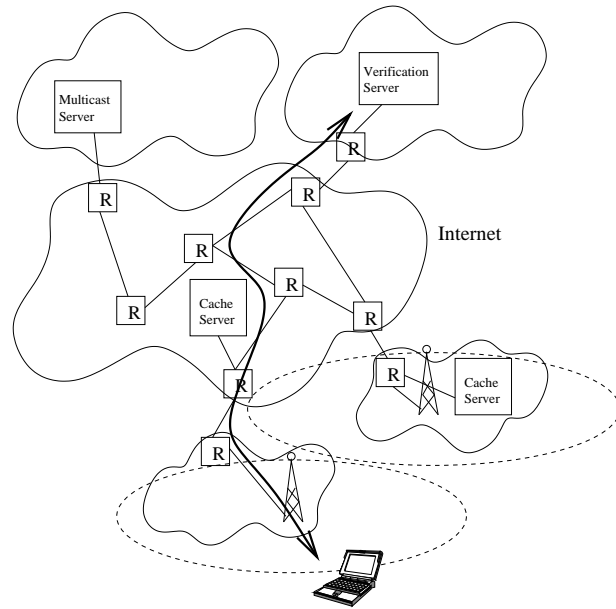 Multicast
Server
Verification
Server
R
R
R
R
Internet
R
R
Cache
Server
R
R
R
R
Cache
Server
R